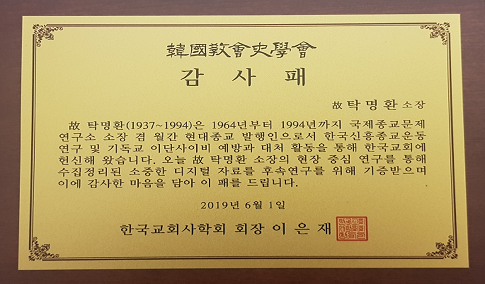 韓國敎會史學會
감 사 패
故 탁 명 환 소 장
故 탁명환(1937~1994)은 1964년부터 1994년까지 국제종교문제
연구소 소장 겸 월간 현대종교 발행인으로서 한국신흥종교운동
연구 및 기독교 이단사이비 예방과 대처 활동을 통해 한국교회에
헌신해 왔습니다. 오늘 故 탁명환 소장의 현장 중심 연구를 통해
수집정리된 소중한 디지털 자료를 후속연구를 위해 기증받으며
이에 감사한 마음을 담아 이 패를 드립니다.
2019년 6월 1일
한국교회사학회 회장 이 은 재